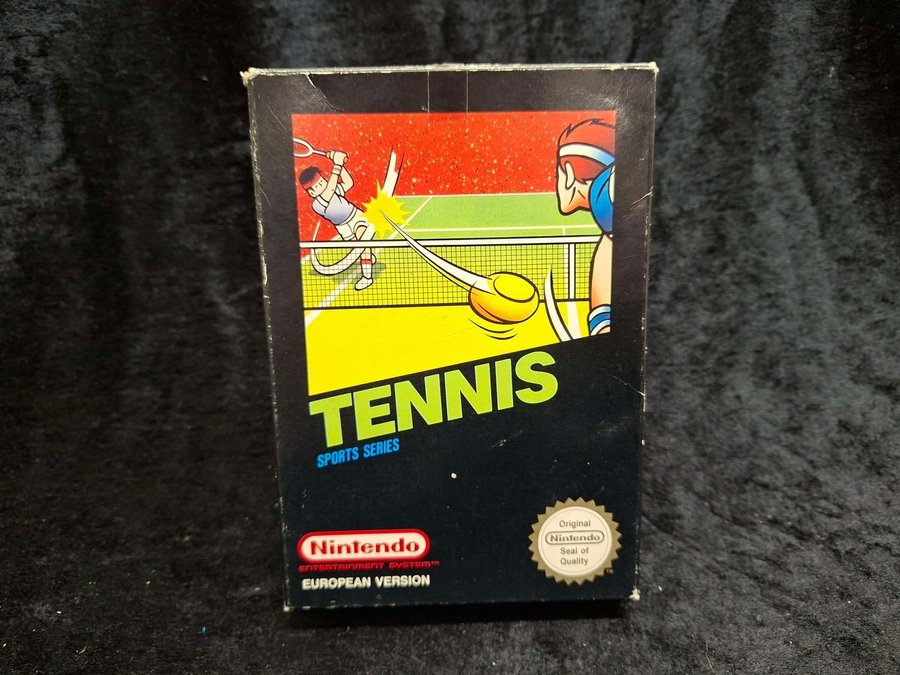 TENNIS
SPORTS SERIES
Nintendo
ENTERTAINMENT SYSTEM™
EUROPEAN VERSION
Original
Nintendo
Seal of
Quality